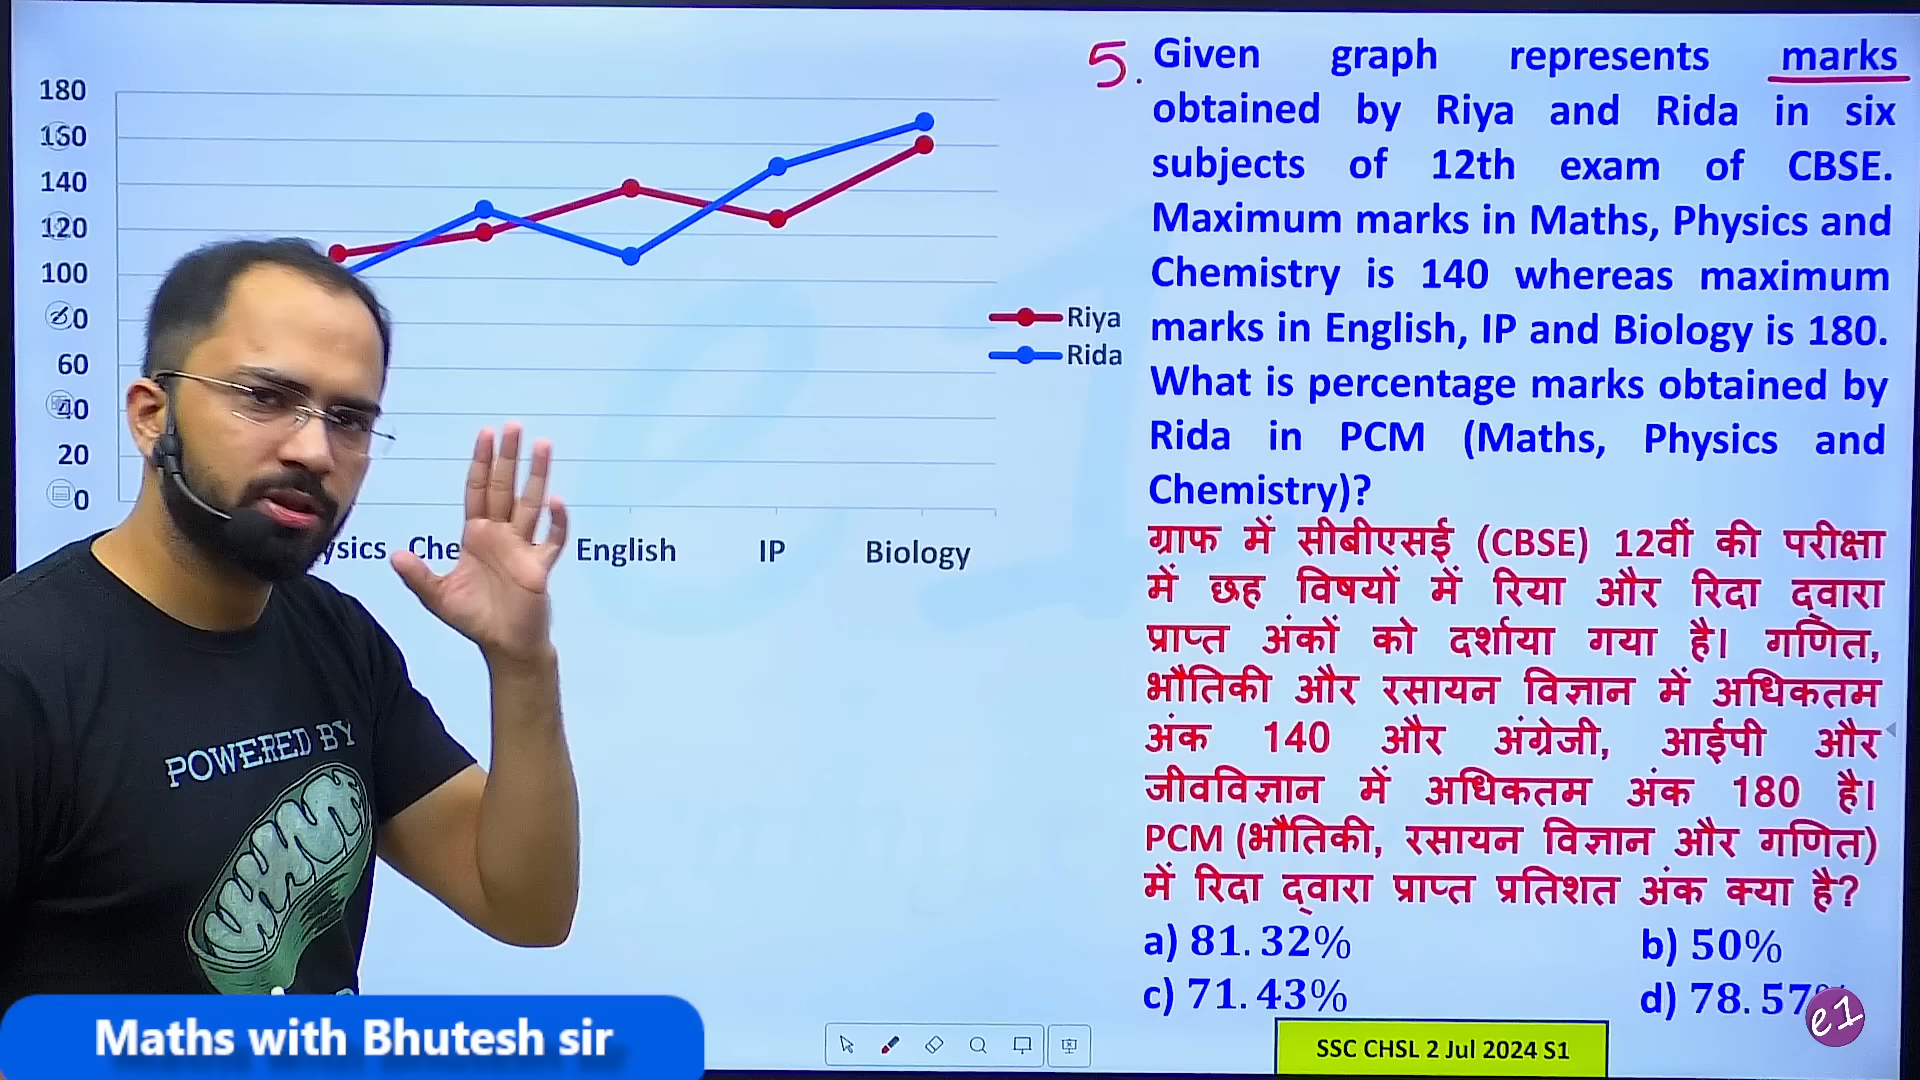 180
160
140
120
100
60
40
20
0
English
IP
Biology
Riya
Rida
5. Given graph represents marks
obtained by Riya and Rida in six
subjects of 12th exam of CBSE.
Maximum marks in Maths, Physics and
Chemistry is 140 whereas maximum
marks in English, IP and Biology is 180.
What is percentage marks obtained by
Rida in PCM (Maths, Physics and
Chemistry)?
ग्राफ में सीबीएसई (CBSE) 12वीं की परीक्षा
में छह विषयों में रिया और रिदा द्वारा
प्राप्त अंकों को दर्शाया गया है। गणित,
भौतिकी और रसायन विज्ञान में अधिकतम
अंक 140 और अंग्रेजी, आईपी और
जीवविज्ञान में अधिकतम अंक 180 है।
PCM (भौतिकी, रसायन विज्ञान और गणित)
में रिदा द्वारा प्राप्त प्रतिशत अंक क्या है?
a) 81.32% b) 50%
c) 71.43% d) 78.57
e1
SSC CHSL 2 Jul 2024 S1
POWERED BY
Maths with Bhutesh sir